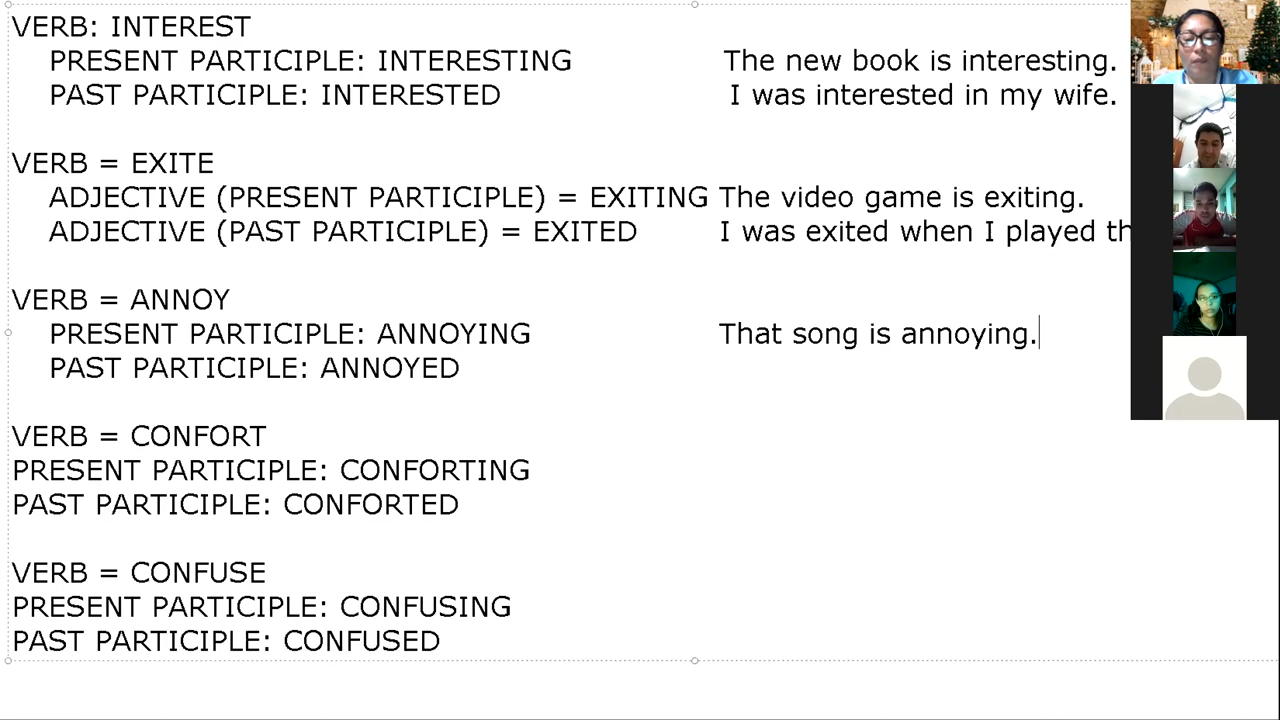 VERB: INTEREST
PRESENT PARTICIPLE: INTERESTING The new book is interesting.
PAST PARTICIPLE: INTERESTED I was interested in my wife.
VERB = EXITE
ADJECTIVE (PRESENT PARTICIPLE) = EXITING The video game is exiting.
ADJECTIVE (PAST PARTICIPLE) = EXITED I was exited when I played th
VERB = ANNOY
PRESENT PARTICIPLE: ANNOYING That song is annoying.
PAST PARTICIPLE: ANNOYED
VERB = CONFORT
PRESENT PARTICIPLE: CONFORTING
PAST PARTICIPLE: CONFORTED
VERB = CONFUSE
PRESENT PARTICIPLE: CONFUSING
PAST PARTICIPLE: CONFUSED